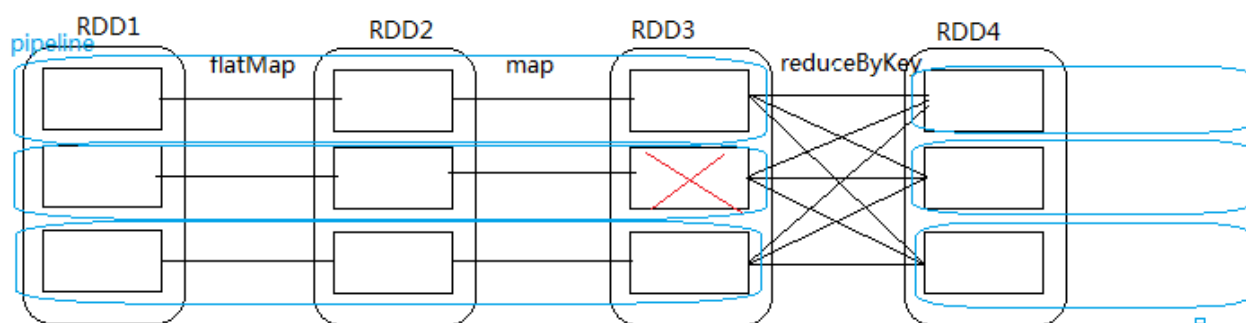 RDD1
RDD2
RDD3
RDD4
pipeline
flatMap
map
reduceByKey